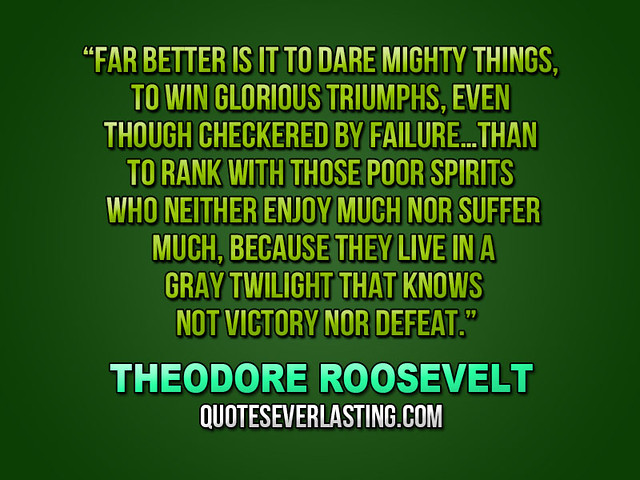 “FAR BETTER IS IT TO DARE MIGHTY THINGS,
TO WIN GLORIOUS TRIUMPHS, EVEN
THOUGH CHECKERED BY FAILURE...THAN
TO RANK WITH THOSE POOR SPIRITS
WHO NEITHER ENJOY MUCH NOR SUFFER
MUCH, BECAUSE THEY LIVE IN A
GRAY TWILIGHT THAT KNOWS
NOT VICTORY NOR DEFEAT.”
THEODORE ROOSEVELT
QUOTESEVERLASTING.COM